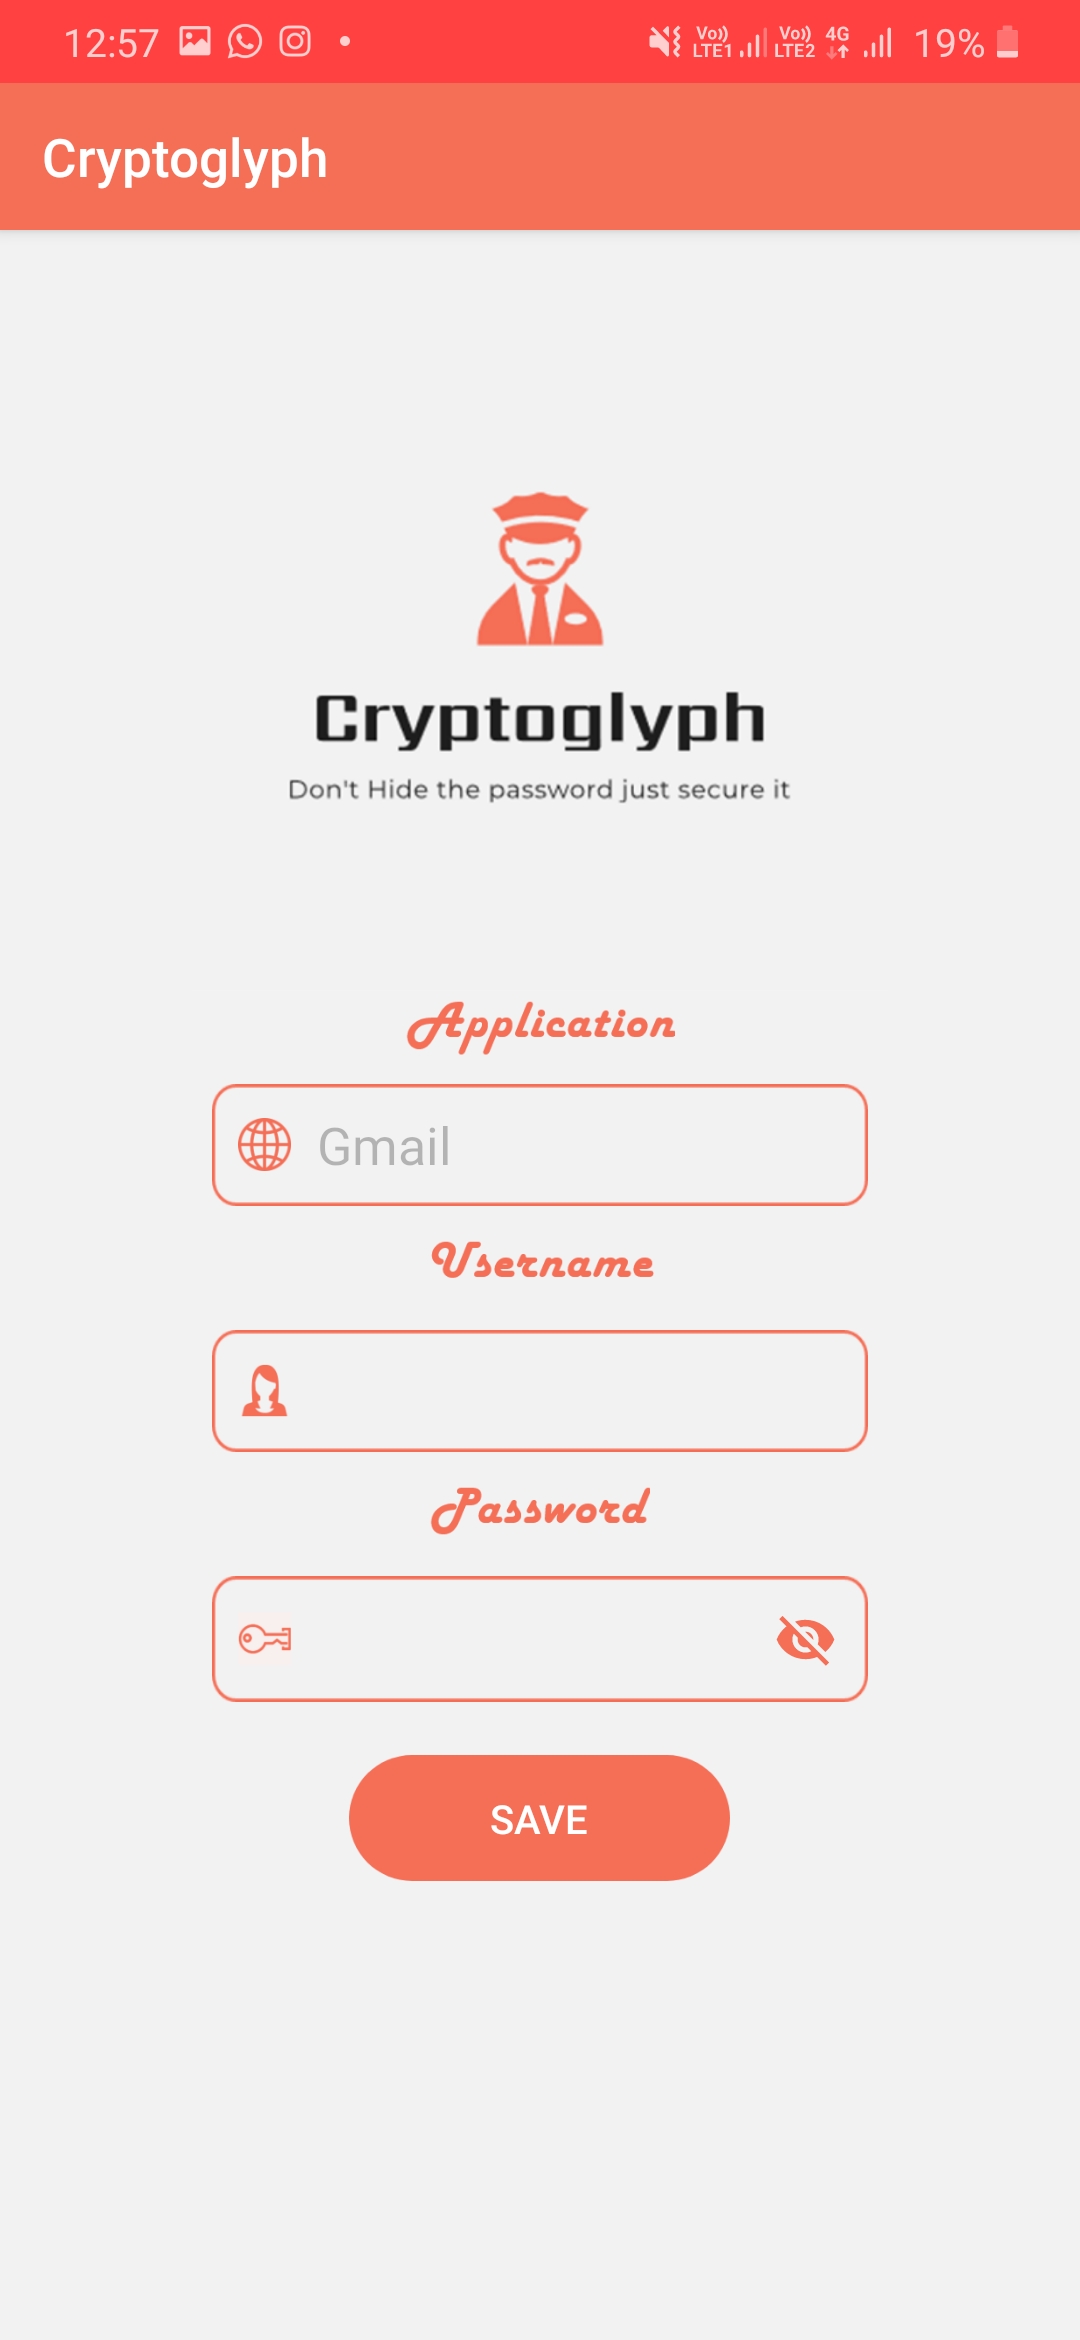 12:57 Vo)) LTE1 Vo)) LTE2 4G 19%
Cryptoglyph
Cryptoglyph
Don't Hide the password just secure it
Application
Gmail
Username
Password
SAVE